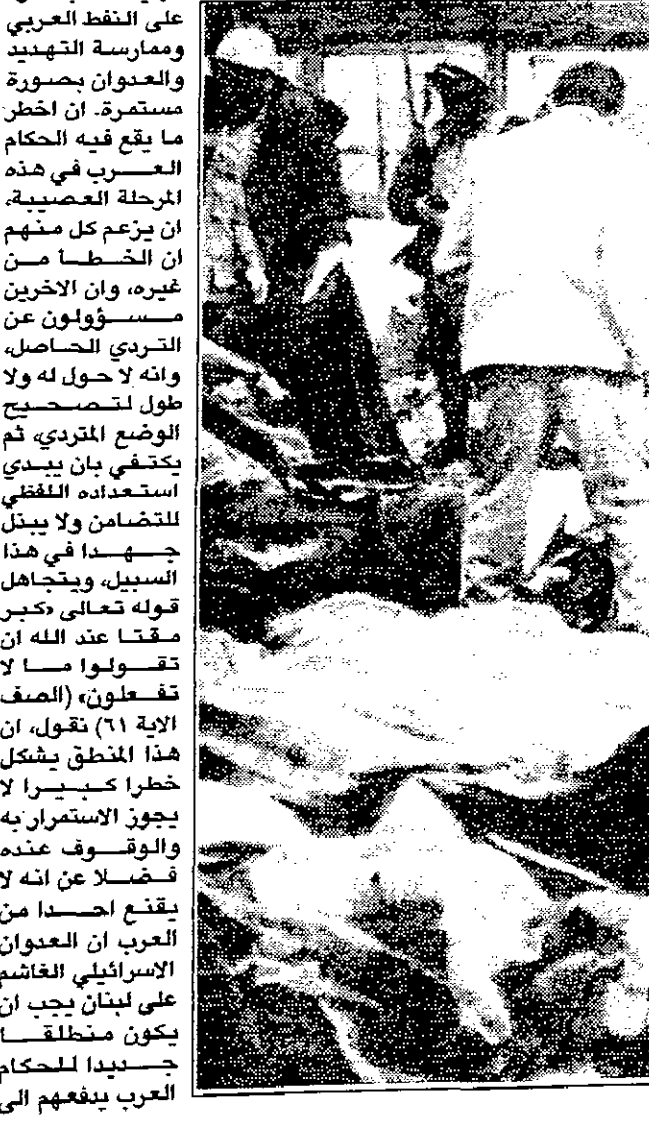 على النفط العربي
وممارسة التهديد
والعدوان بصورة
مستمرة. ان اخطر
ما يقع فيه الحكام
العرب في هذه
المرحلة العصيبة،
ان يزعم كل منهم
ان الخطأ من
غيره، وان الاخرين
مسؤولون عن
التردي الحاصل،
وانه لا حول له ولا
طول لتصحيح
الوضع المتردي، ثم
يكتفي بان يبدي
استعداده اللفظي
للتضامن ولا يبذل
جهدا في هذا
السبيل، ويتجاهل
قوله تعالى «كبر
مقتا عند الله ان
تقولوا ما لا
تفعلون» (الصف
الاية ٦١) نقول، ان
هذا المنطق يشكل
خطرا كبيرا لا
يجوز الاستمرار به
والوقوف عنده
فضلا عن انه لا
يقنع احدا من
العرب ان العدوان
الاسرائيلي الغاشم
على لبنان يجب ان
يكون منطلقا
جديدا للحكام
العرب يدفعهم الى